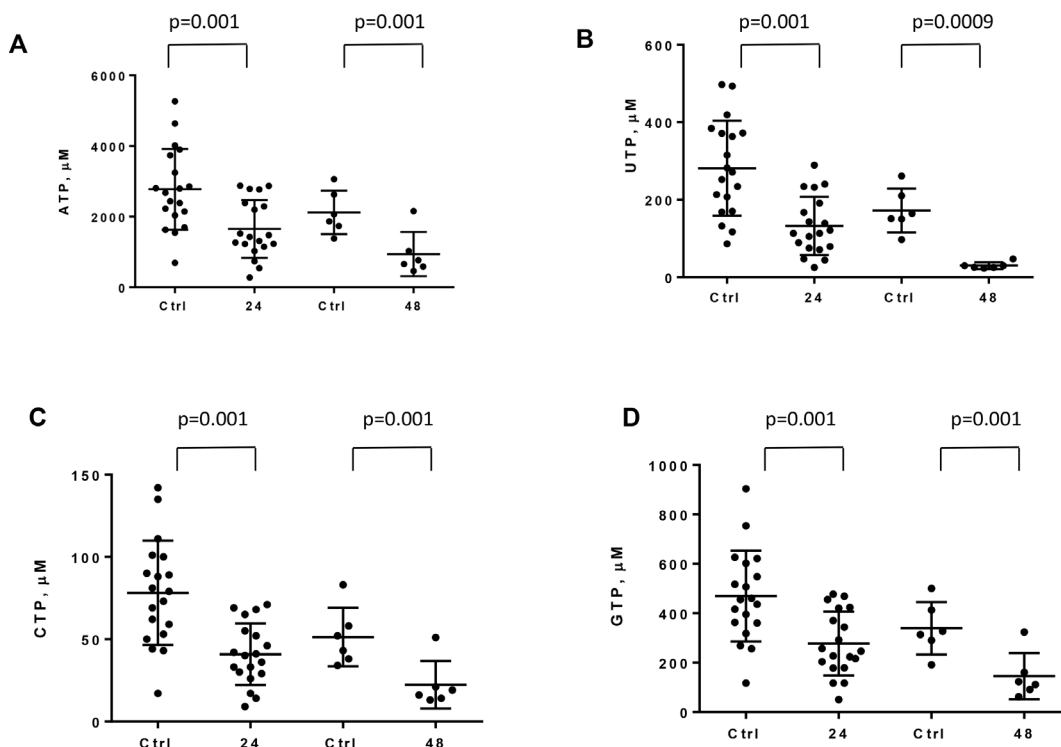 A
p=0.001 p=0.001
ATP, μM
6000
4000
2000
0
Ctrl 24 Ctrl 48
B
p=0.001 p=0.0009
UTP, μM
600
400
200
0
Ctrl 24 Ctrl 48
C
p=0.001 p=0.001
CTP, μM
150
100
50
0
Ctrl 24 Ctrl 48
D
p=0.001 p=0.001
GTP, μM
1000
800
600
400
200
0
Ctrl 24 Ctrl 48